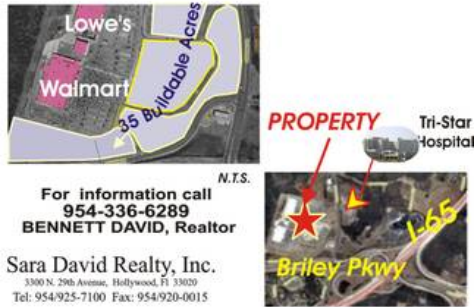 Lowe's
Walmart
35 Buildable Acres
N.T.S.
For information call
954-336-6289
BENNETT DAVID, Realtor
Sara David Realty, Inc.
3300 N. 29th Avenue, Hollywood, Fl 33020
Tel: 954/925-7100 Fax: 954/920-0015
PROPERTY
Tri-Star
Hospital
I-65
Briley Pkwy